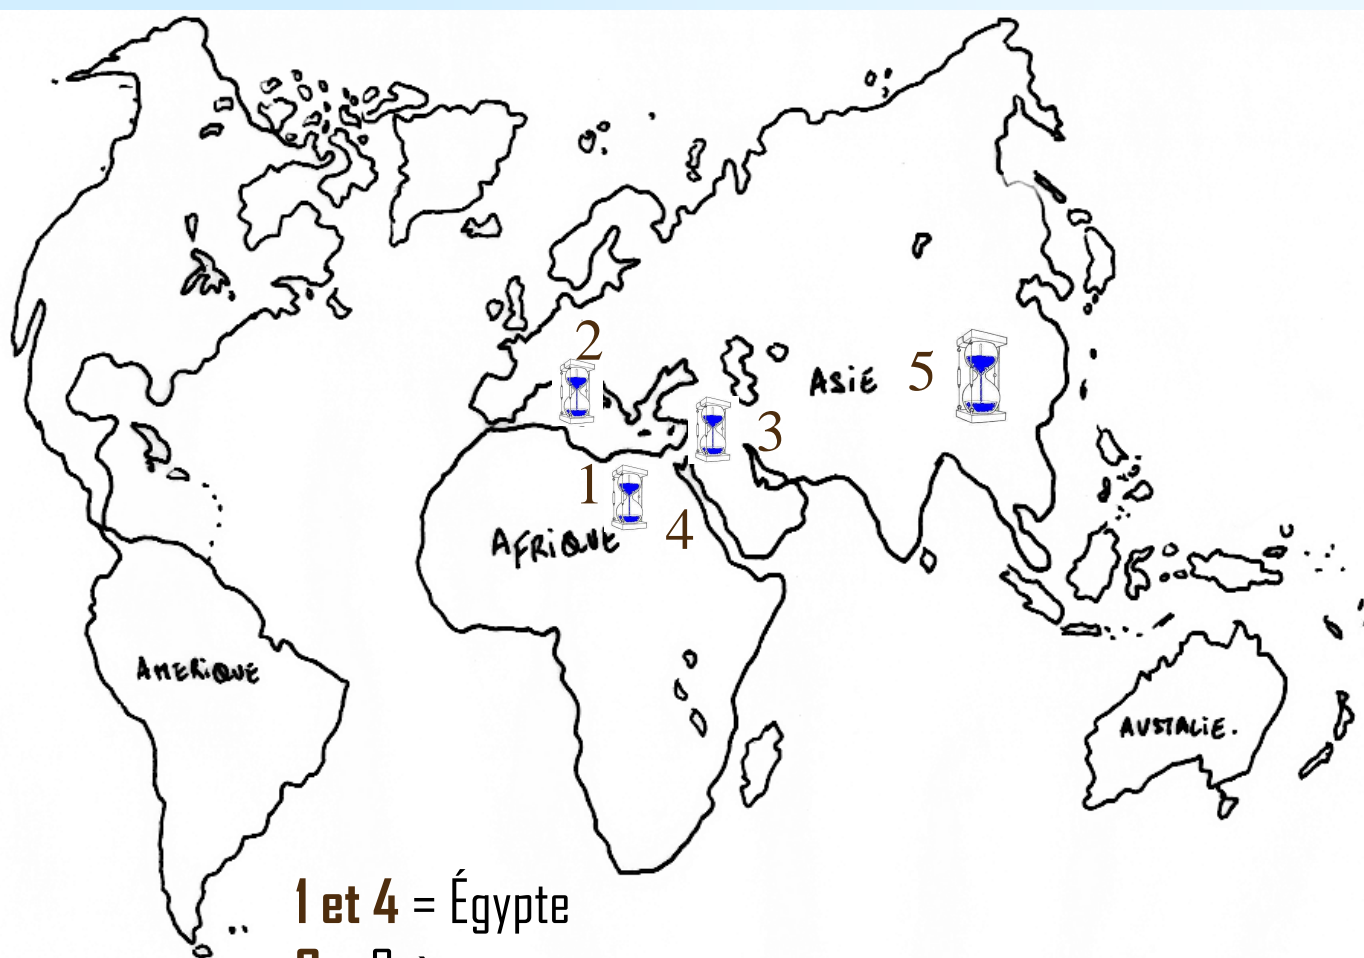 2
ASIE 5
3
1
AFRIQUE 4
AMERIQUE
AUSTALIE.
1 et 4 = Égypte